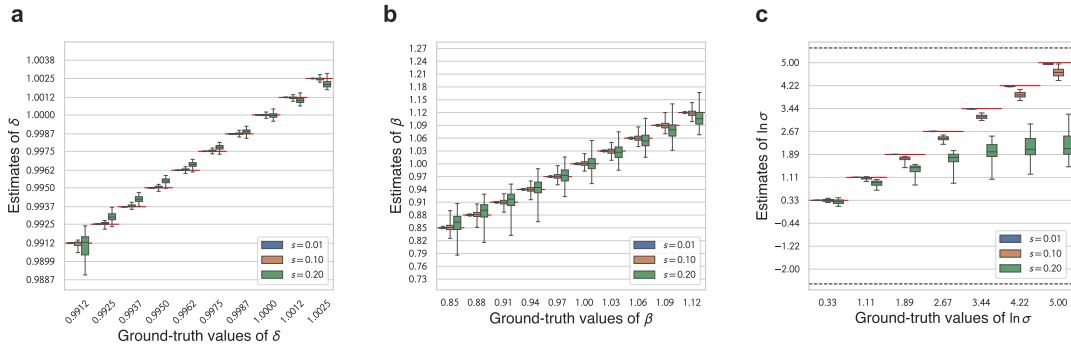 a
Estimates of δ
1.0038
1.0025
1.0012
1.0000
0.9987
0.9975
0.9962
0.9950
0.9937
0.9925
0.9912
0.9899
0.9887
s = 0.01
s = 0.10
s = 0.20
0.9912 0.9925 0.9937 0.9950 0.9962 0.9975 0.9987 1.0000 1.0012 1.0025
Ground-truth values of δ
b
Estimates of β
1.27
1.21
1.18
1.15
1.12
1.09
1.06
1.03
1.00
0.97
0.94
0.91
0.88
0.85
0.82
0.79
0.76
0.73
s = 0.01
s = 0.10
s = 0.20
0.85 0.88 0.91 0.94 0.97 1.00 1.03 1.06 1.09 1.12
Ground-truth values of β
c
Estimates of ln σ
5.00
4.22
3.44
2.67
1.89
1.11
0.33
−0.44
−1.22
−2.00
s = 0.01
s = 0.10
s = 0.20
0.33 1.11 1.89 2.67 3.44 4.22 5.00
Ground-truth values of ln σ